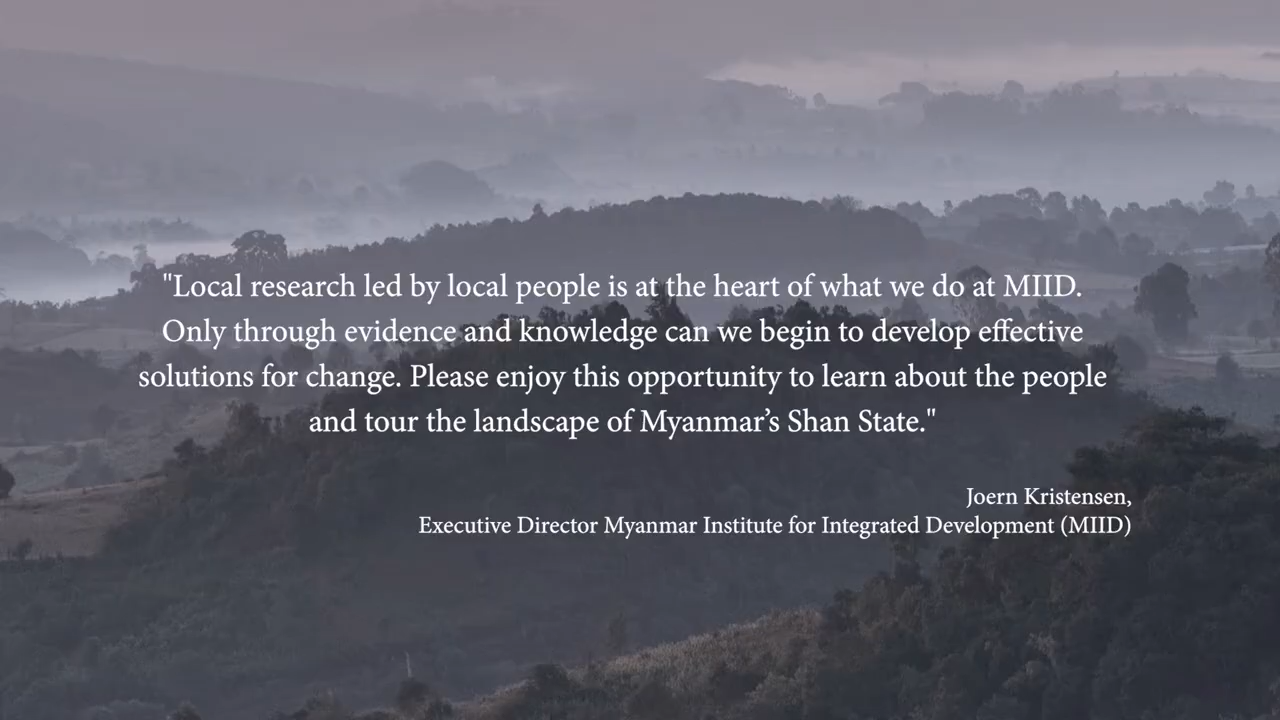 "Local research led by local people is at the heart of what we do at MIID.
Only through evidence and knowledge can we begin to develop effective
solutions for change. Please enjoy this opportunity to learn about the people
and tour the landscape of Myanmar’s Shan State."
Joern Kristensen,
Executive Director Myanmar Institute for Integrated Development (MIID)